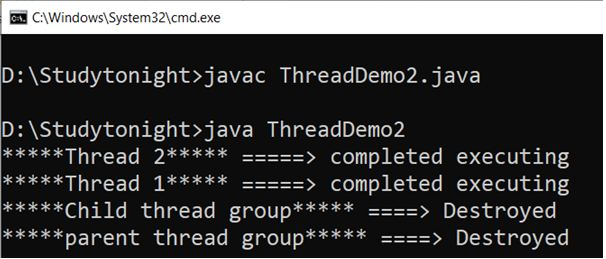 C:\Windows\System32\cmd.exe
D:\Studytonight>javac ThreadDemo2.java
D:\Studytonight>java ThreadDemo2
*****Thread 2***** =====> completed executing
*****Thread 1***** =====> completed executing
*****Child thread group***** ====> Destroyed
*****parent thread group***** ====> Destroyed